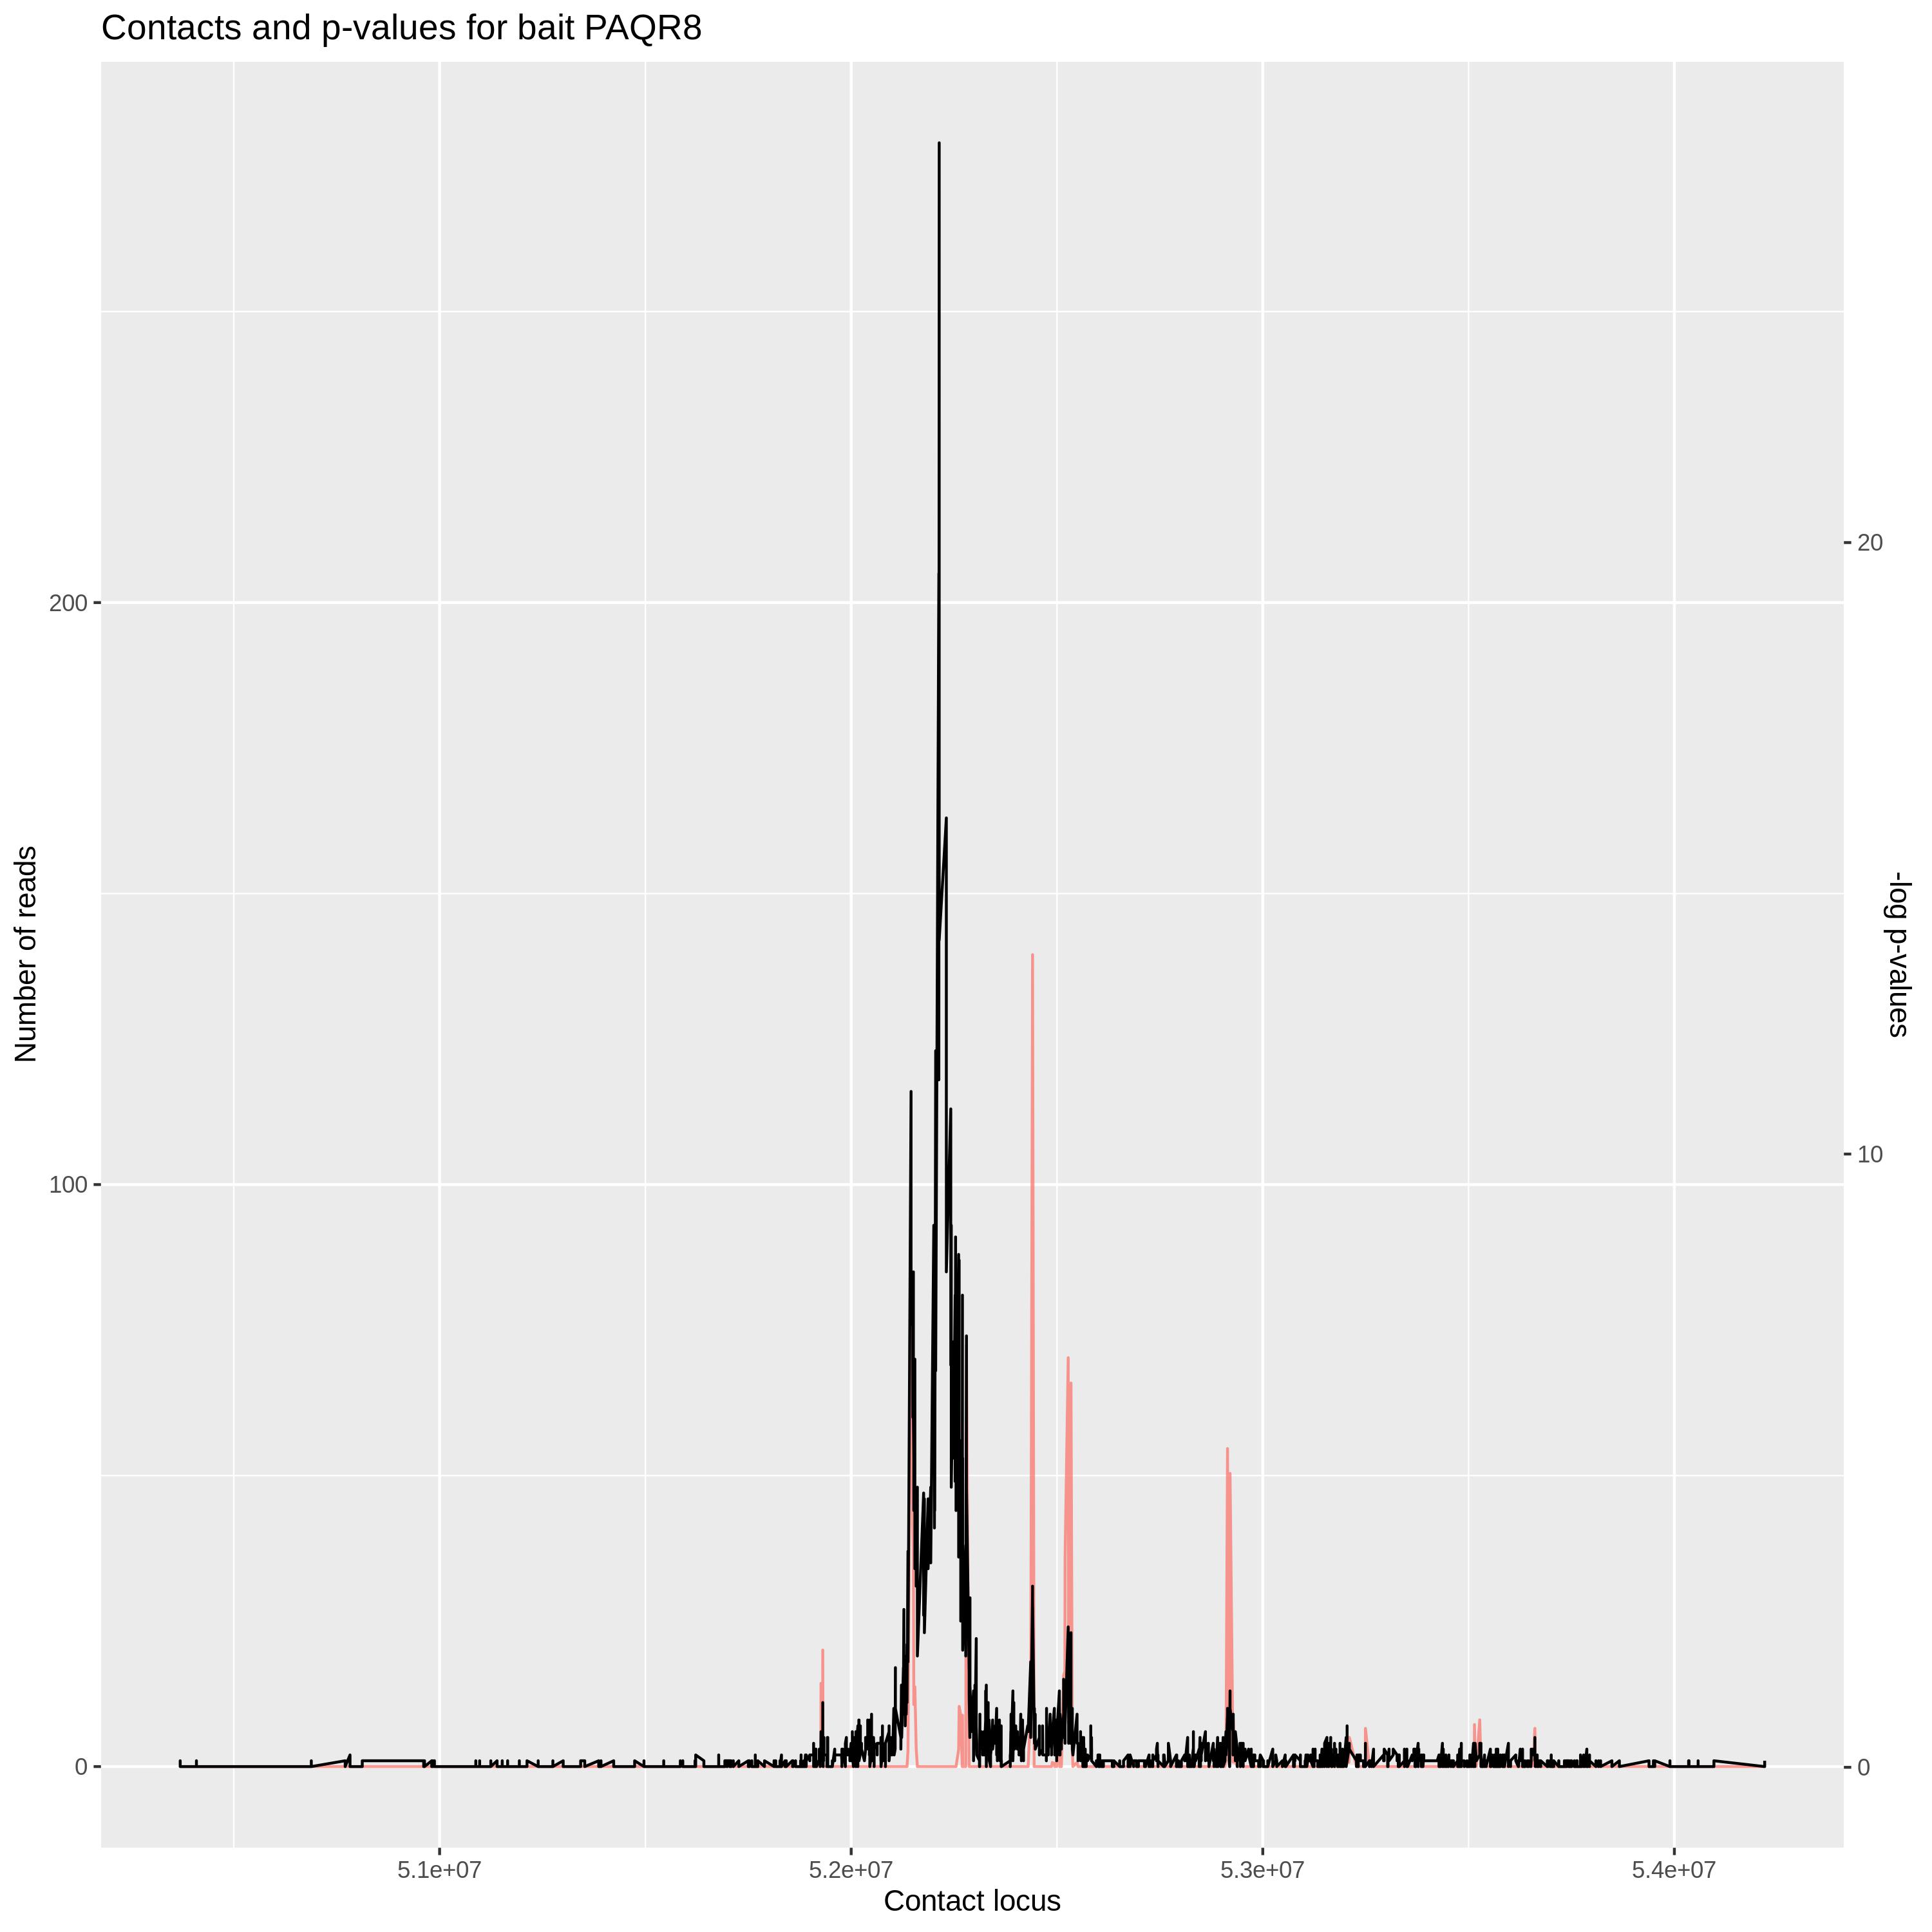 Contacts and p-values for bait PAQR8
Number of reads
200
100
0
20
10
0
-log p-values
5.1e+07
5.2e+07
5.3e+07
5.4e+07
Contact locus